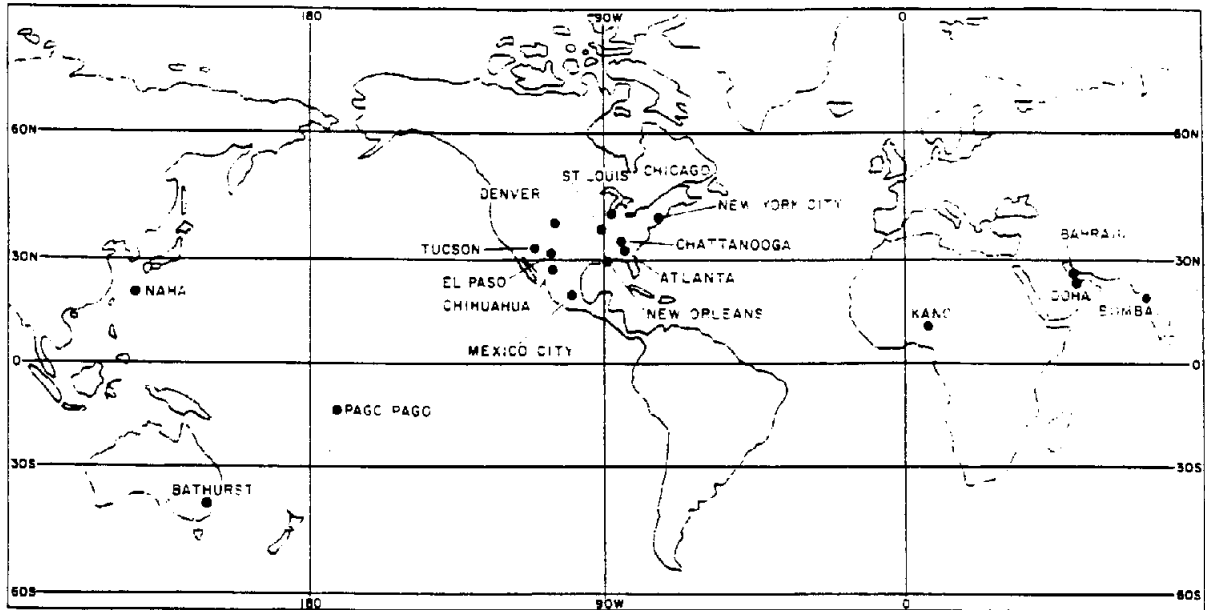 180 90W 0
60N 60N
ST LOUIS CHICAGO
DENVER
NEW YORK CITY
TUCSON CHATTANOOGA BAHRAIN
30N 30N
EL PASO ATLANTA
NAHA CHIHUAHUA NEW ORLEANS KANO DOHA
MEXICO CITY
0 0
PAGO PAGO
30S 30S
BATHURST
60S 60S
180 90W 0